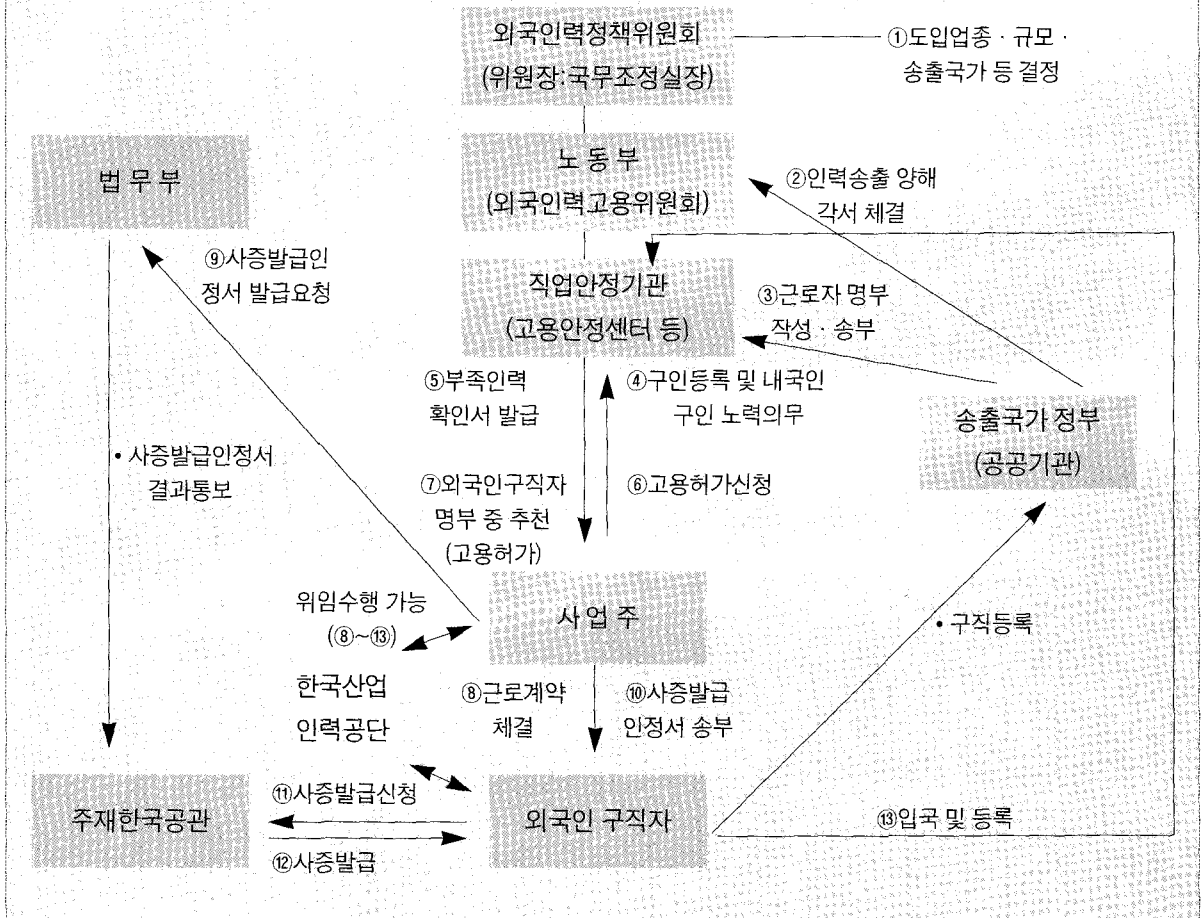 외국인력정책위원회
(위원장:국무조정실장)
①도입업종 · 규모 ·
송출국가 등 결정
법 무 부
노 동 부
(외국인력고용위원회)
②인력송출 양해
각서 체결
⑨사증발급인
정서 발급요청
직업안정기관
(고용안정센터 등)
③근로자 명부
작성 · 송부
⑤부족인력
확인서 발급
④구인등록 및 내국인
구인 노력의무
송출국가 정부
(공공기관)
• 사증발급인정서
결과통보
⑦외국인구직자
명부 중 추천
(고용허가)
⑥고용허가신청
위임수행 가능
(⑧~⑬)
사 업 주
• 구직등록
한국산업
인력공단
⑧근로계약
체결
⑩사증발급
인정서 송부
주재한국공관
⑪사증발급신청
⑫사증발급
외국인 구직자
⑬입국 및 등록